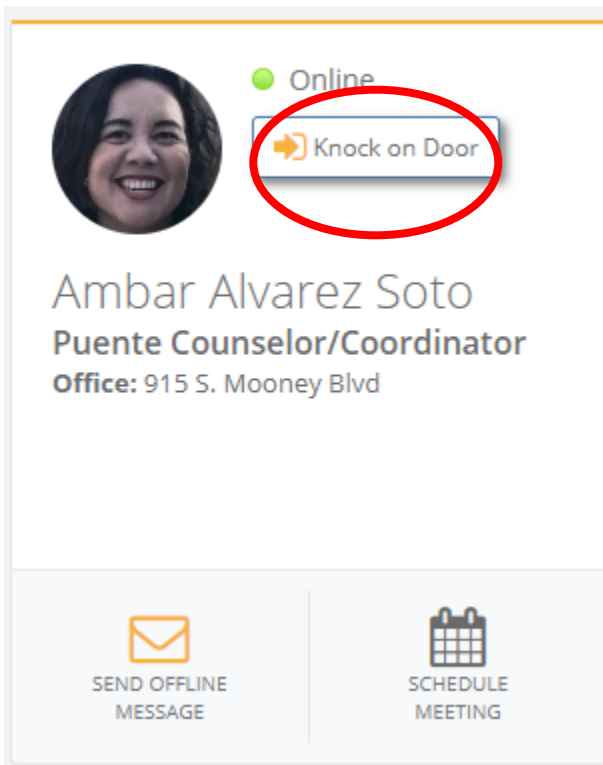 Online
Knock on Door
Ambar Alvarez Soto
Puente Counselor/Coordinator
Office: 915 S. Mooney Blvd
SEND OFFLINE
MESSAGE
SCHEDULE
MEETING